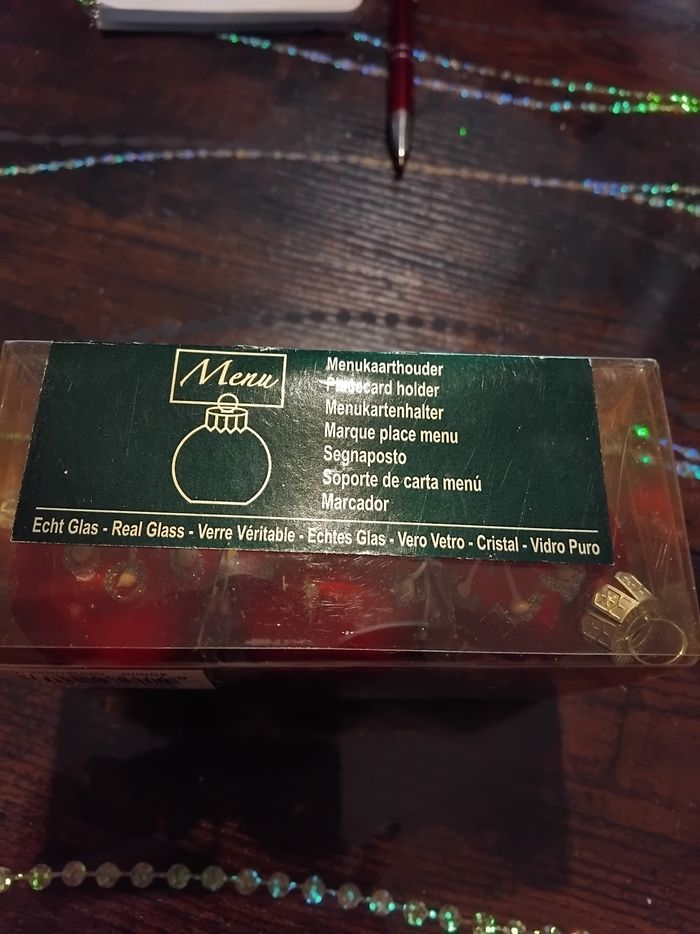 Menu
Menukaarthouder
Placecard holder
Menukartenhalter
Marque place menu
Segnaposto
Soporte de carta menú
Marcador
Echt Glas - Real Glass - Verre Véritable - Echtes Glas - Vero Vetro - Cristal - Vidro Puro